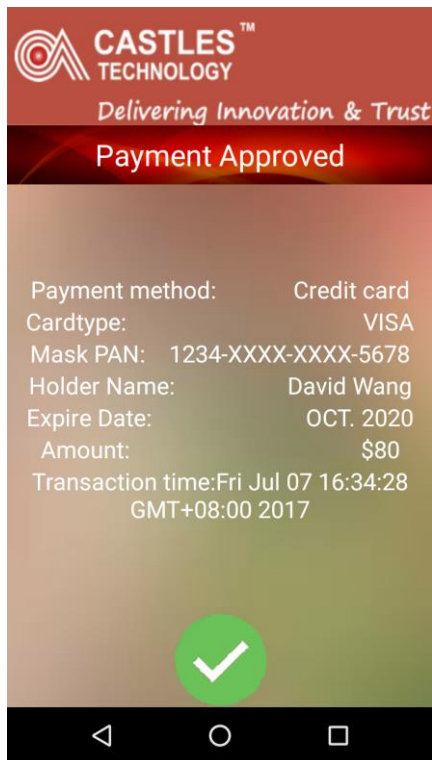 CASTLES™
TECHNOLOGY
Delivering Innovation & Trust
Payment Approved
Payment method: Credit card
Cardtype: VISA
Mask PAN: 1234-XXXX-XXXX-5678
Holder Name: David Wang
Expire Date: OCT. 2020
Amount: $80
Transaction time:Fri Jul 07 16:34:28
GMT+08:00 2017